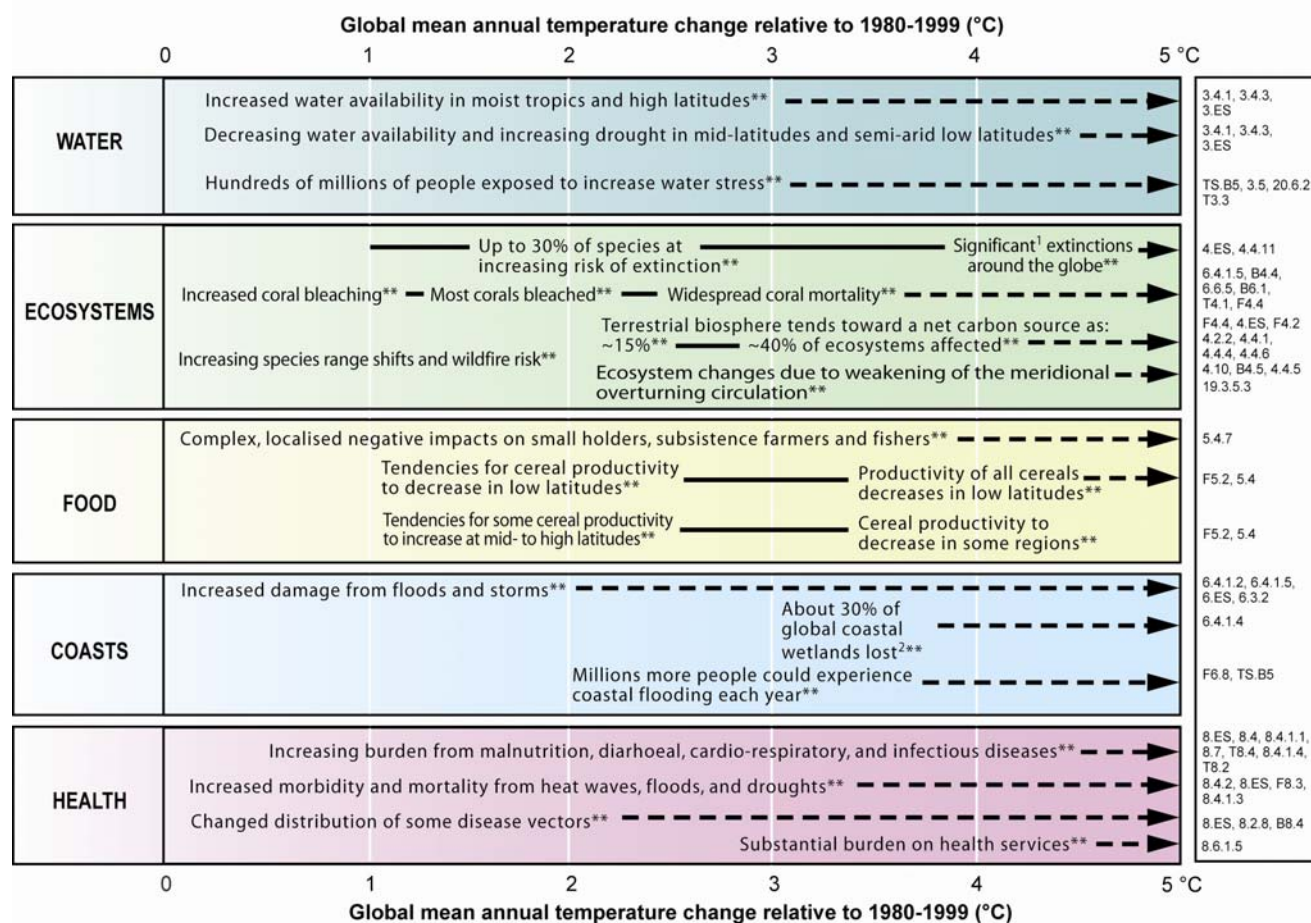 Global mean annual temperature change relative to 1980-1999 (°C)
0 1 2 3 4 5 °C
WATER
Increased water availability in moist tropics and high latitudes**
3.4.1, 3.4.3,
3.ES
Decreasing water availability and increasing drought in mid-latitudes and semi-arid low latitudes**
3.4.1, 3.4.3,
3.ES
Hundreds of millions of people exposed to increase water stress**
TS.B5, 3.5, 20.6.2
T3.3
ECOSYSTEMS
Up to 30% of species at
increasing risk of extinction**
Significant¹ extinctions
around the globe**
4.ES, 4.4.11
Increased coral bleaching** Most corals bleached** Widespread coral mortality**
6.4.1.5, B4.4,
6.6.5, B6.1,
T4.1, F4.4
Terrestrial biosphere tends toward a net carbon source as:
~15%** ~40% of ecosystems affected**
F4.4, 4.ES, F4.2
4.2.2, 4.4.1,
4.4.4, 4.4.6
Increasing species range shifts and wildfire risk**
Ecosystem changes due to weakening of the meridional
overturning circulation**
4.10, B4.5, 4.4.5
19.3.5.3
FOOD
Complex, localised negative impacts on small holders, subsistence farmers and fishers**
5.4.7
Tendencies for cereal productivity
to decrease in low latitudes**
Productivity of all cereals
decreases in low latitudes**
F5.2, 5.4
Tendencies for some cereal productivity
to increase at mid- to high latitudes**
Cereal productivity to
decrease in some regions**
F5.2, 5.4
COASTS
Increased damage from floods and storms**
6.4.1.2, 6.4.1.5,
6.ES, 6.3.2
About 30% of
global coastal
wetlands lost²**
6.4.1.4
Millions more people could experience
coastal flooding each year**
F6.8, TS.B5
HEALTH
Increasing burden from malnutrition, diarhoeal, cardio-respiratory, and infectious diseases**
8.ES, 8.4, 8.4.1.1,
8.7, T8.4, 8.4.1.4,
T8.2
Increased morbidity and mortality from heat waves, floods, and droughts**
8.4.2, 8.ES, F8.3,
8.4.1.3
Changed distribution of some disease vectors**
8.ES, 8.2.8, B8.4
Substantial burden on health services**
8.6.1.5
0 1 2 3 4 5 °C
Global mean annual temperature change relative to 1980-1999 (°C)